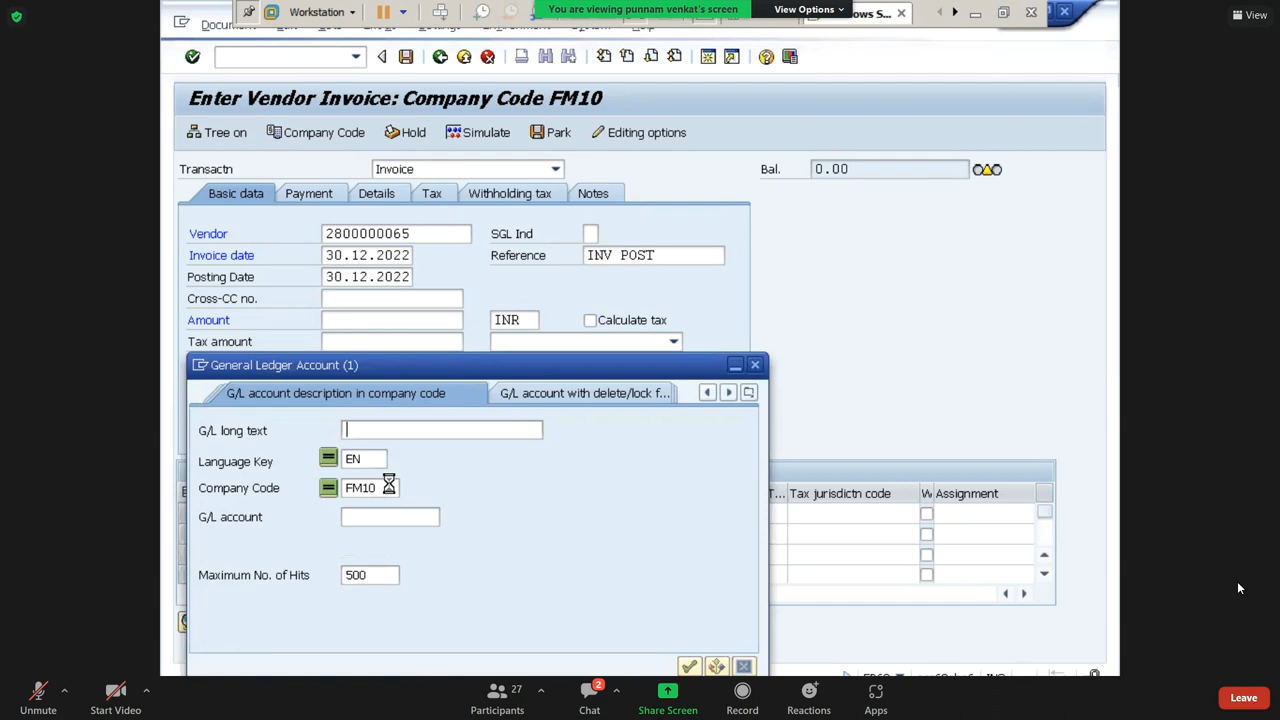 Workstation
You are viewing punnam venkat's screen
View Options
View
Enter Vendor Invoice: Company Code FM10
Tree on Company Code Hold Simulate Park Editing options
Transactn Invoice Bal. 0.00
Basic data Payment Details Tax Withholding tax Notes
Vendor 2800000065 SGL Ind
Invoice date 30.12.2022 Reference INV POST
Posting Date 30.12.2022
Cross-CC no.
Amount INR Calculate tax
Tax amount
General Ledger Account (1)
G/L account description in company code G/L account with delete/lock f...
G/L long text
Language Key EN
Company Code FM10
G/L account
Maximum No. of Hits 500
T... Tax jurisdictn code W Assignment
Unmute Start Video 27 Participants 2 Chat Share Screen Record Reactions Apps Leave